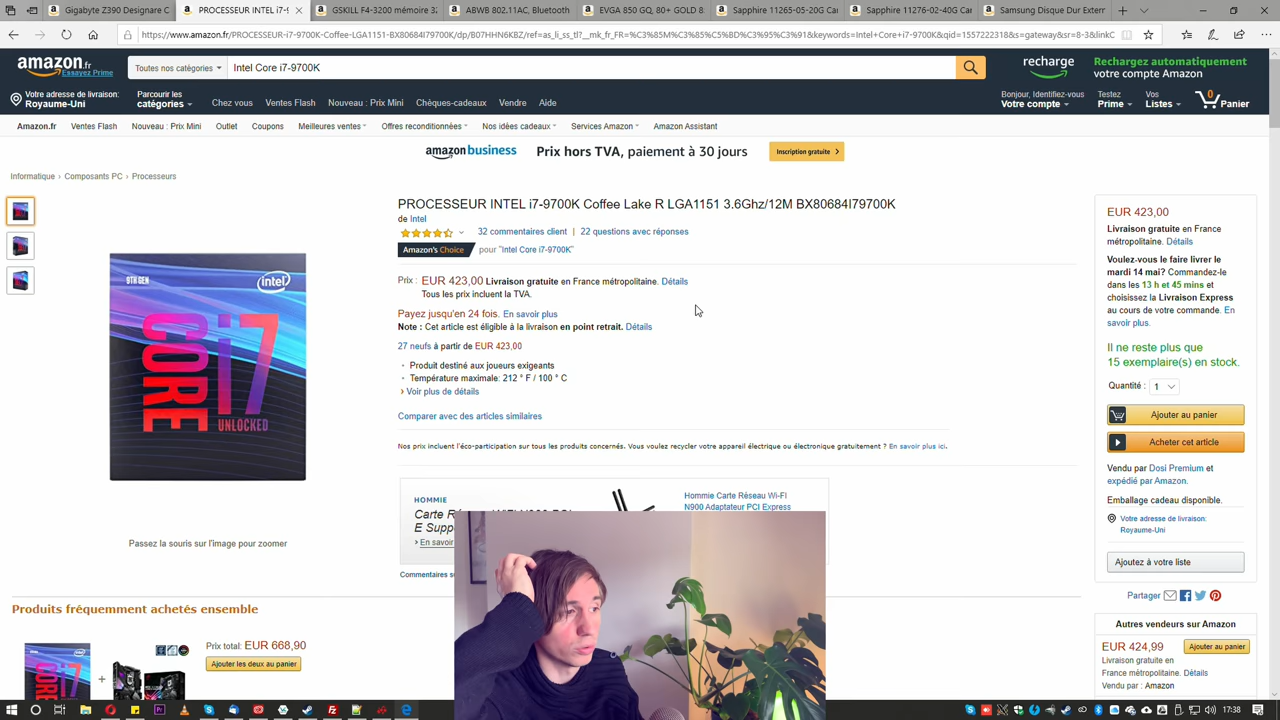 Gigabyte Z390 Designare C
PROCESSEUR INTEL i7-9
GSKILL F4-3200 mémoire 32
ABWB 802.11AC, Bluetooth
EVGA 850 GQ, 80+ GOLD 8
Sapphire 11265-05-20G Ca
Sapphire 11276-02-40G Car
Samsung Disque Dur Extern
https://www.amazon.fr/PROCESSEUR-i7-9700K-Coffee-LGA1151-BX80684I79700K/dp/B07HHN6KBZ/ref=as_li_ss_tl?__mk_fr_FR=%C3%85M%C3%85%C5%BD%C3%95%C3%91&keywords=Intel+Core+i7-9700K&qid=1557222318&s=gateway&sr=8-3&linkC
amazon.fr
Essayez Prime
Toutes nos catégories
Intel Core i7-9700K
recharge
Rechargez automatiquement
votre compte Amazon
Votre adresse de livraison:
Royaume-Uni
Parcourir les
catégories
Chez vous
Ventes Flash
Nouveau : Prix Mini
Chèques-cadeaux
Vendre
Aide
Bonjour, Identifiez-vous
Votre compte
Testez
Prime
Vos
Listes
0
Panier
Amazon.fr
Ventes Flash
Nouveau : Prix Mini
Outlet
Coupons
Meilleures ventes
Offres reconditionnées
Nos idées cadeaux
Services Amazon
Amazon Assistant
amazon business
Prix hors TVA, paiement à 30 jours
Inscription gratuite
Informatique › Composants PC › Processeurs
PROCESSEUR INTEL i7-9700K Coffee Lake R LGA1151 3.6Ghz/12M BX80684I79700K
de Intel
32 commentaires client | 22 questions avec réponses
Amazon's Choice pour "Intel Core i7-9700K"
Prix : EUR 423,00 Livraison gratuite en France métropolitaine. Détails
Tous les prix incluent la TVA.
Payez jusqu'en 24 fois. En savoir plus
Note : Cet article est éligible à la livraison en point retrait. Détails
27 neufs à partir de EUR 423,00
• Produit destiné aux joueurs exigeants
• Température maximale: 212 ° F / 100 ° C
› Voir plus de détails
Comparer avec des articles similaires
Nos prix incluent l'éco-participation sur tous les produits concernés. Vous voulez recycler votre appareil électrique ou électronique gratuitement ? En savoir plus ici.
9TH GEN
intel
CORE i7
UNLOCKED
Passez la souris sur l'image pour zoomer
HOMMIE
E Supp
› En savoir
Hommie Carte Rèseau Wi-FI
N900 Adaptateur PCI Express
Produits fréquemment achetés ensemble
+
Prix total: EUR 668,90
Ajouter les deux au panier
EUR 423,00
Livraison gratuite en France
métropolitaine. Détails
Voulez-vous le faire livrer le
mardi 14 mai? Commandez-le
dans les 13 h et 45 mins et
choisissez la Livraison Express
au cours de votre commande. En
savoir plus.
Il ne reste plus que
15 exemplaire(s) en stock.
Quantité : 1
Ajouter au panier
Acheter cet article
Vendu par Dosi Premium et
expédié par Amazon.
Emballage cadeau disponible.
Votre adresse de livraison:
Royaume-Uni
Ajoutez à votre liste
Partager
Autres vendeurs sur Amazon
EUR 424,99
Ajouter au panier
Livraison gratuite en
France métropolitaine. Détails
Vendu par : Amazon
17:38